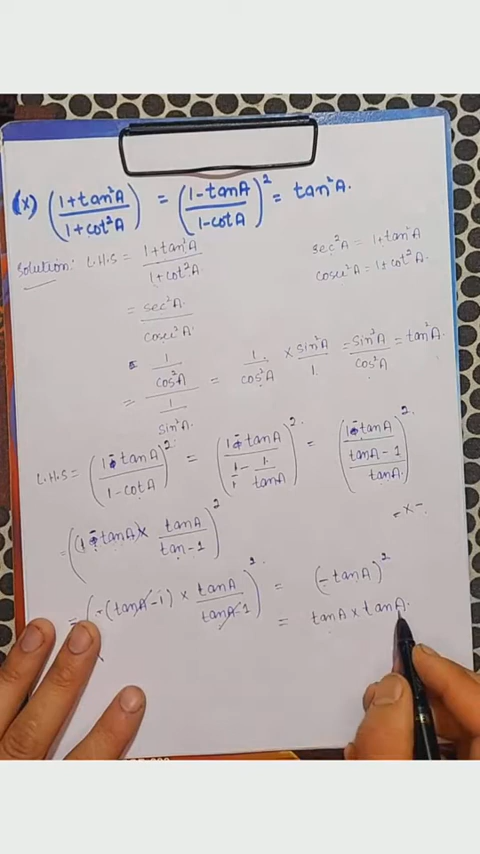 (x) (1+tan²A / 1+cot²A) = (1-tanA / 1-cotA)² = tan²A.
Solution: L.H.S = 1+tan²A / 1+cot²A.
sec²A = 1+tan²A
cosec²A = 1+cot²A.
= sec²A / cosec²A.
= (1 / cos²A) / (1 / sin²A.) = 1 / cos²A × sin²A / 1 = sin²A / cos²A = tan²A.
L.H.S = (1-tanA / 1-cotA)² = (1-tanA / 1/1 - 1/tanA)² = (1-tanA / tanA-1 / tanA)²
= ((1-tanA) × tanA / tan-1)²
= × -.
= (-(tanA-1) × tanA / tanA-1)² = (-tanA)²
= tanA × tanA.